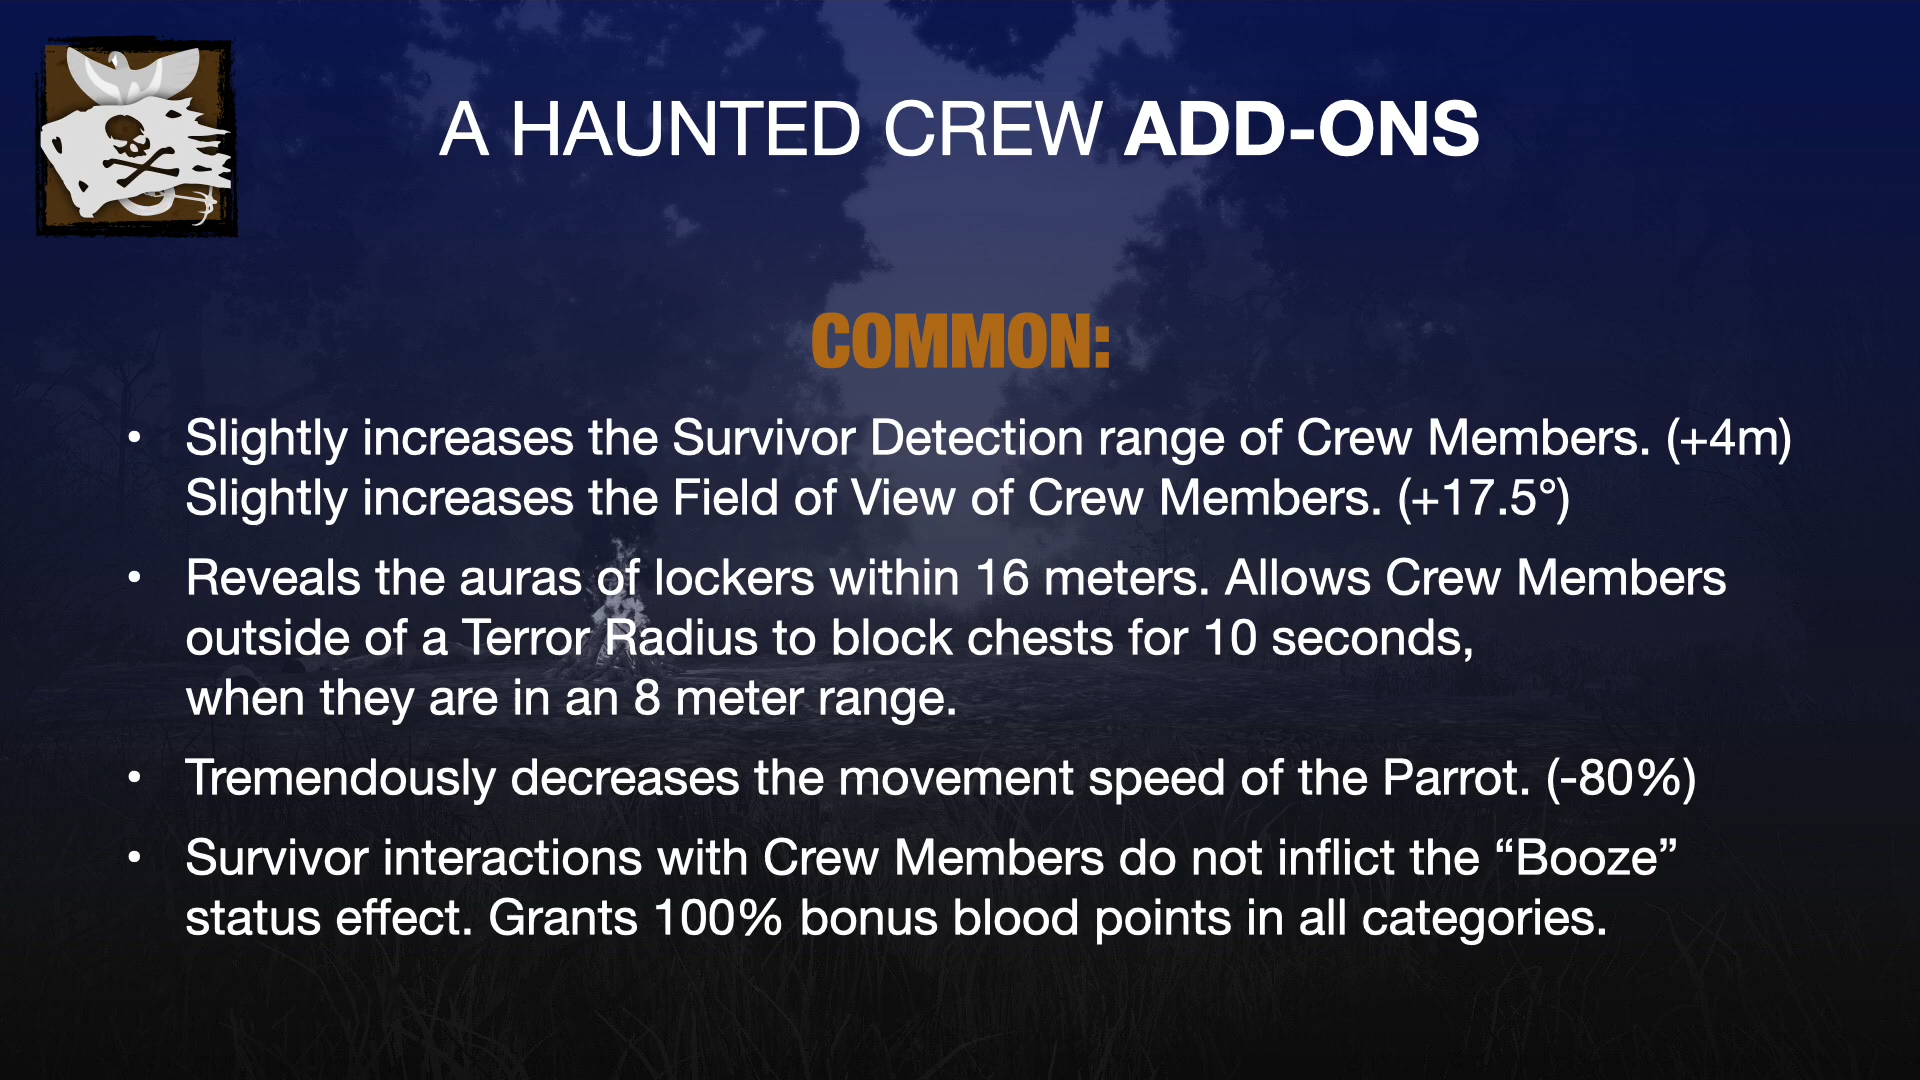 A HAUNTED CREW ADD-ONS
COMMON:
• Slightly increases the Survivor Detection range of Crew Members. (+4m)
Slightly increases the Field of View of Crew Members. (+17.5°)
• Reveals the auras of lockers within 16 meters. Allows Crew Members
outside of a Terror Radius to block chests for 10 seconds,
when they are in an 8 meter range.
• Tremendously decreases the movement speed of the Parrot. (-80%)
• Survivor interactions with Crew Members do not inflict the “Booze”
status effect. Grants 100% bonus blood points in all categories.